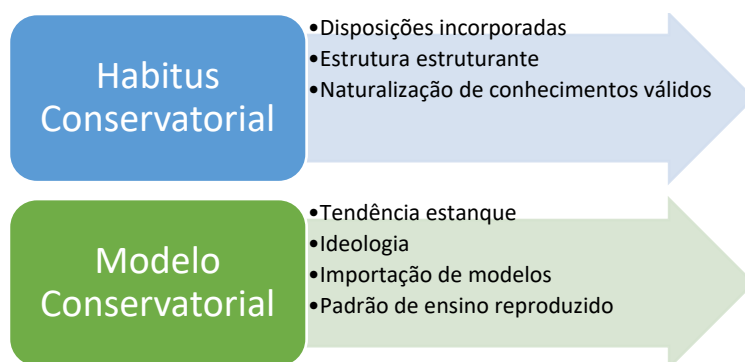 Habitus
Conservatorial
•Disposições incorporadas
•Estrutura estruturante
•Naturalização de conhecimentos válidos
Modelo
Conservatorial
•Tendência estanque
•Ideologia
•Importação de modelos
•Padrão de ensino reproduzido